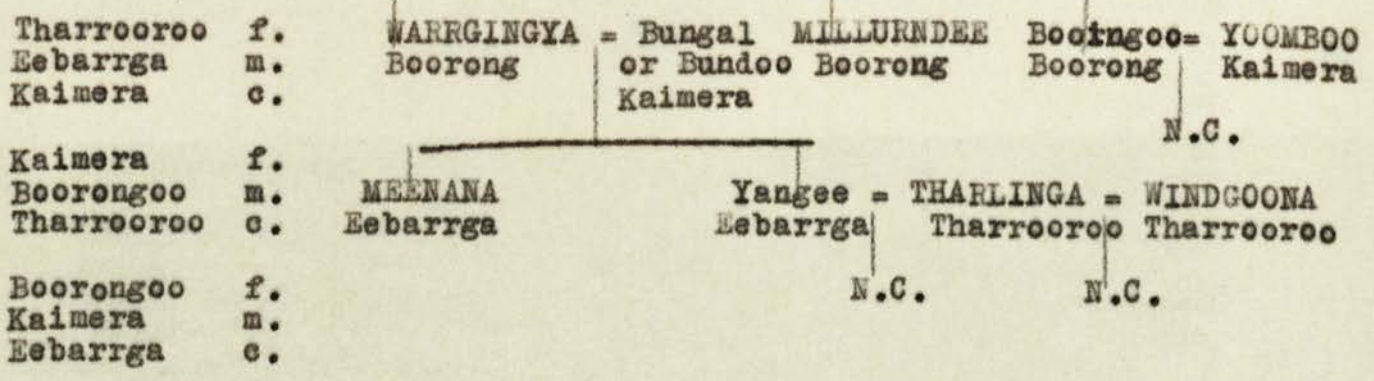 Tharrooroo f. WARRGINGYA = Bungal MILLURNDEE Booingoo= YOOMBOO
Eebarrga m. Boorong or Bundoo Boorong Boorong Kaimera
Kaimera c. Kaimera
N.C.
Kaimera f.
Boorongoo m. MEENANA Yangee = THARLINGA = WINDGOONA
Tharrooroo c. Eebarrga Eebarrga Tharrooroo Tharrooroo
Boorongoo f. N.C. N.C.
Kaimera m.
Eebarrga c.